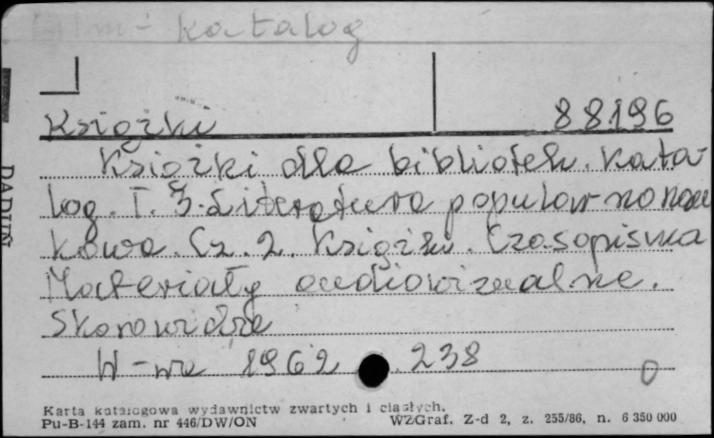 Film - katalog
Książki
88196
Książki dla bibliotek. Kata-
log. T. 3. Literatura popularnonau
kowa. Cz. 2. Książki. Czasopisma
Materiały audiowizualne.
Skorowidze
W-wa 1962 238
DADUŃ
Karta katalogowa wydawnictw zwartych i ciągłych.
Pu-B-144 zam. nr 446/DW/ON WZGraf. Z-d 2, z. 255/86, n. 6 350 000